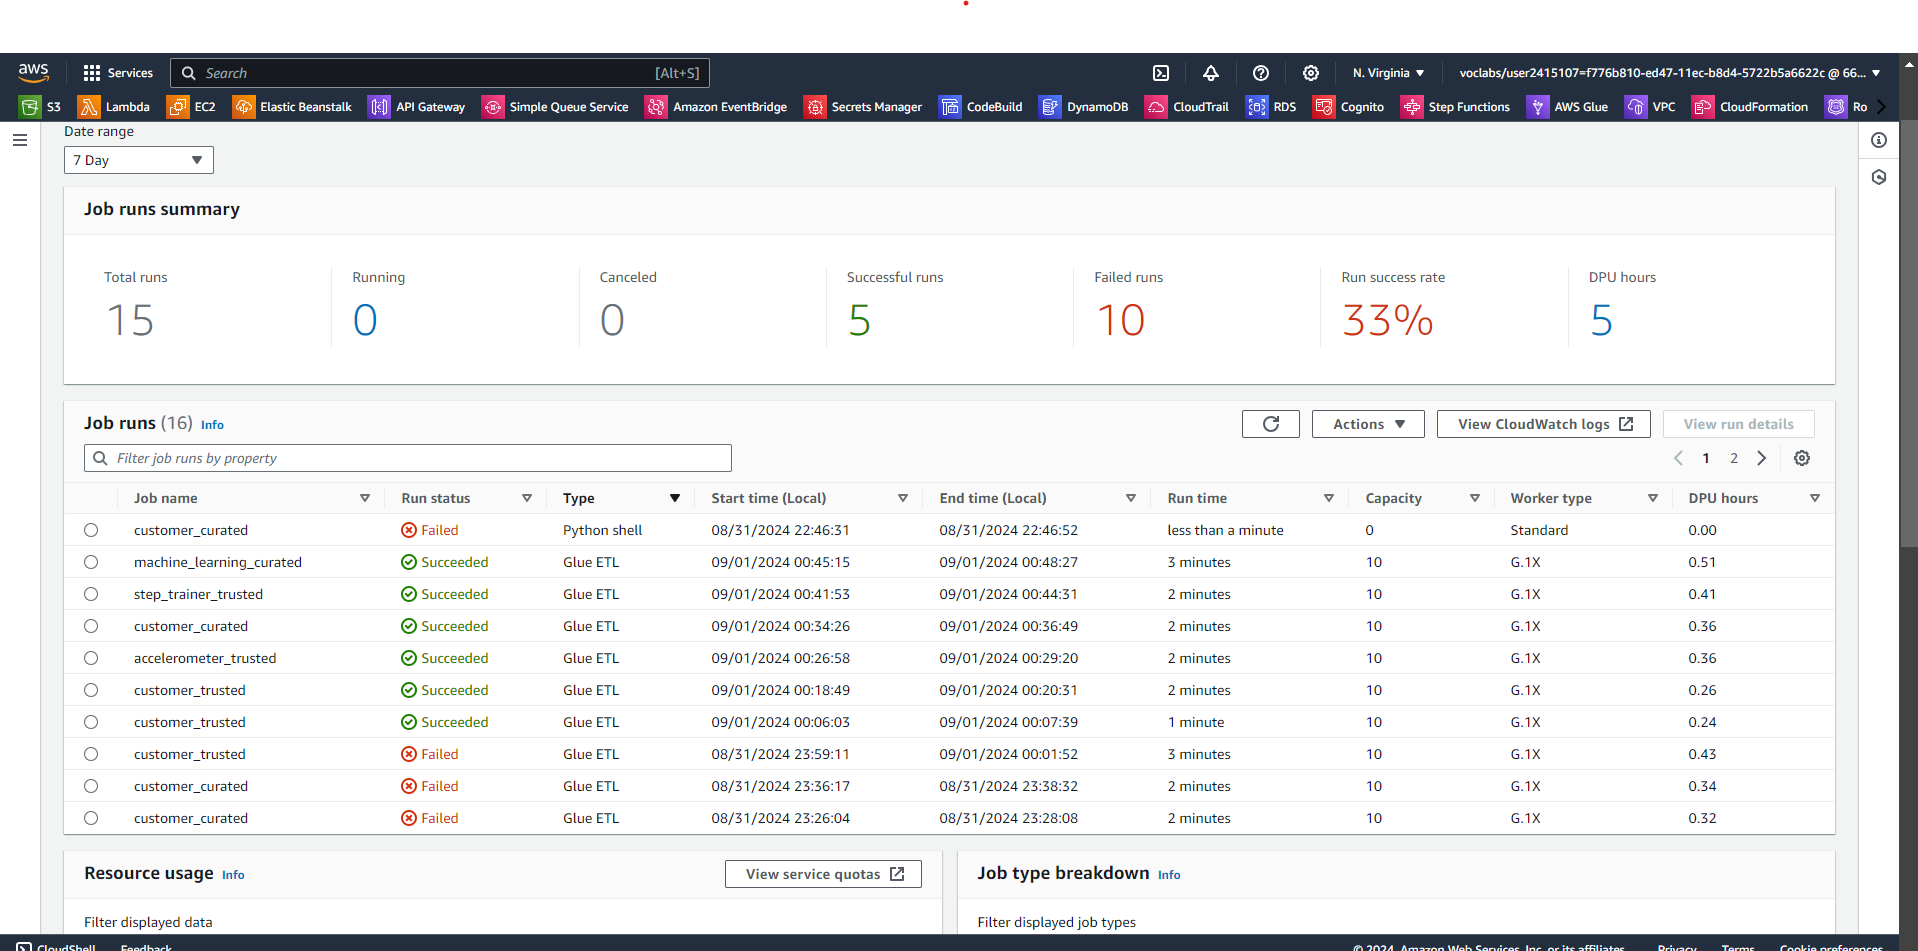 aws Services Search [Alt+S] N. Virginia voclabs/user2415107=f776b810-ed47-11ec-b8d4-5722b5a6622c @ 66...
S3 Lambda EC2 Elastic Beanstalk API Gateway Simple Queue Service Amazon EventBridge Secrets Manager CodeBuild DynamoDB CloudTrail RDS Cognito Step Functions AWS Glue VPC CloudFormation Ro
Date range
7 Day
Job runs summary
Total runs Running Canceled Successful runs Failed runs Run success rate DPU hours
15 0 0 5 10 33% 5
Job runs (16) Info Actions View CloudWatch logs View run details
Filter job runs by property 1 2
Job name Run status Type Start time (Local) End time (Local) Run time Capacity Worker type DPU hours
customer_curated Failed Python shell 08/31/2024 22:46:31 08/31/2024 22:46:52 less than a minute 0 Standard 0.00
machine_learning_curated Succeeded Glue ETL 09/01/2024 00:45:15 09/01/2024 00:48:27 3 minutes 10 G.1X 0.51
step_trainer_trusted Succeeded Glue ETL 09/01/2024 00:41:53 09/01/2024 00:44:31 2 minutes 10 G.1X 0.41
customer_curated Succeeded Glue ETL 09/01/2024 00:34:26 09/01/2024 00:36:49 2 minutes 10 G.1X 0.36
accelerometer_trusted Succeeded Glue ETL 09/01/2024 00:26:58 09/01/2024 00:29:20 2 minutes 10 G.1X 0.36
customer_trusted Succeeded Glue ETL 09/01/2024 00:18:49 09/01/2024 00:20:31 2 minutes 10 G.1X 0.26
customer_trusted Succeeded Glue ETL 09/01/2024 00:06:03 09/01/2024 00:07:39 1 minute 10 G.1X 0.24
customer_trusted Failed Glue ETL 08/31/2024 23:59:11 09/01/2024 00:01:52 3 minutes 10 G.1X 0.43
customer_curated Failed Glue ETL 08/31/2024 23:36:17 08/31/2024 23:38:32 2 minutes 10 G.1X 0.34
customer_curated Failed Glue ETL 08/31/2024 23:26:04 08/31/2024 23:28:08 2 minutes 10 G.1X 0.32
Resource usage Info View service quotas Job type breakdown Info
Filter displayed data Filter displayed job types
CloudShell Feedback © 2024, Amazon Web Services, Inc. or its affiliates. Privacy Terms Cookie preferences